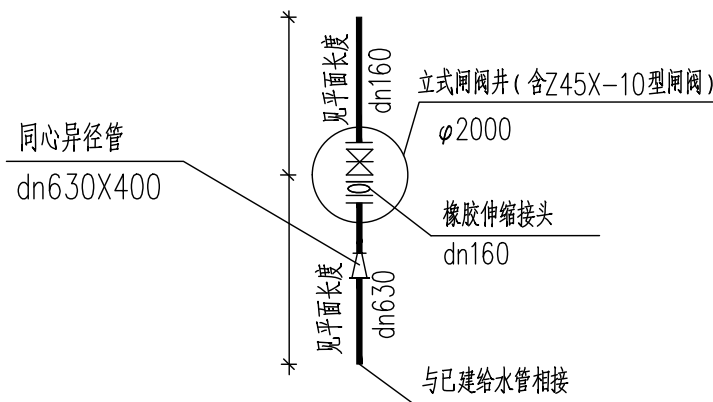 见平面长度
dn160
立式闸阀井(含Z45X-10型闸阀)
φ2000
同心异径管
dn630X400
橡胶伸缩接头
dn160
见平面长度
dn630
与已建给水管相接